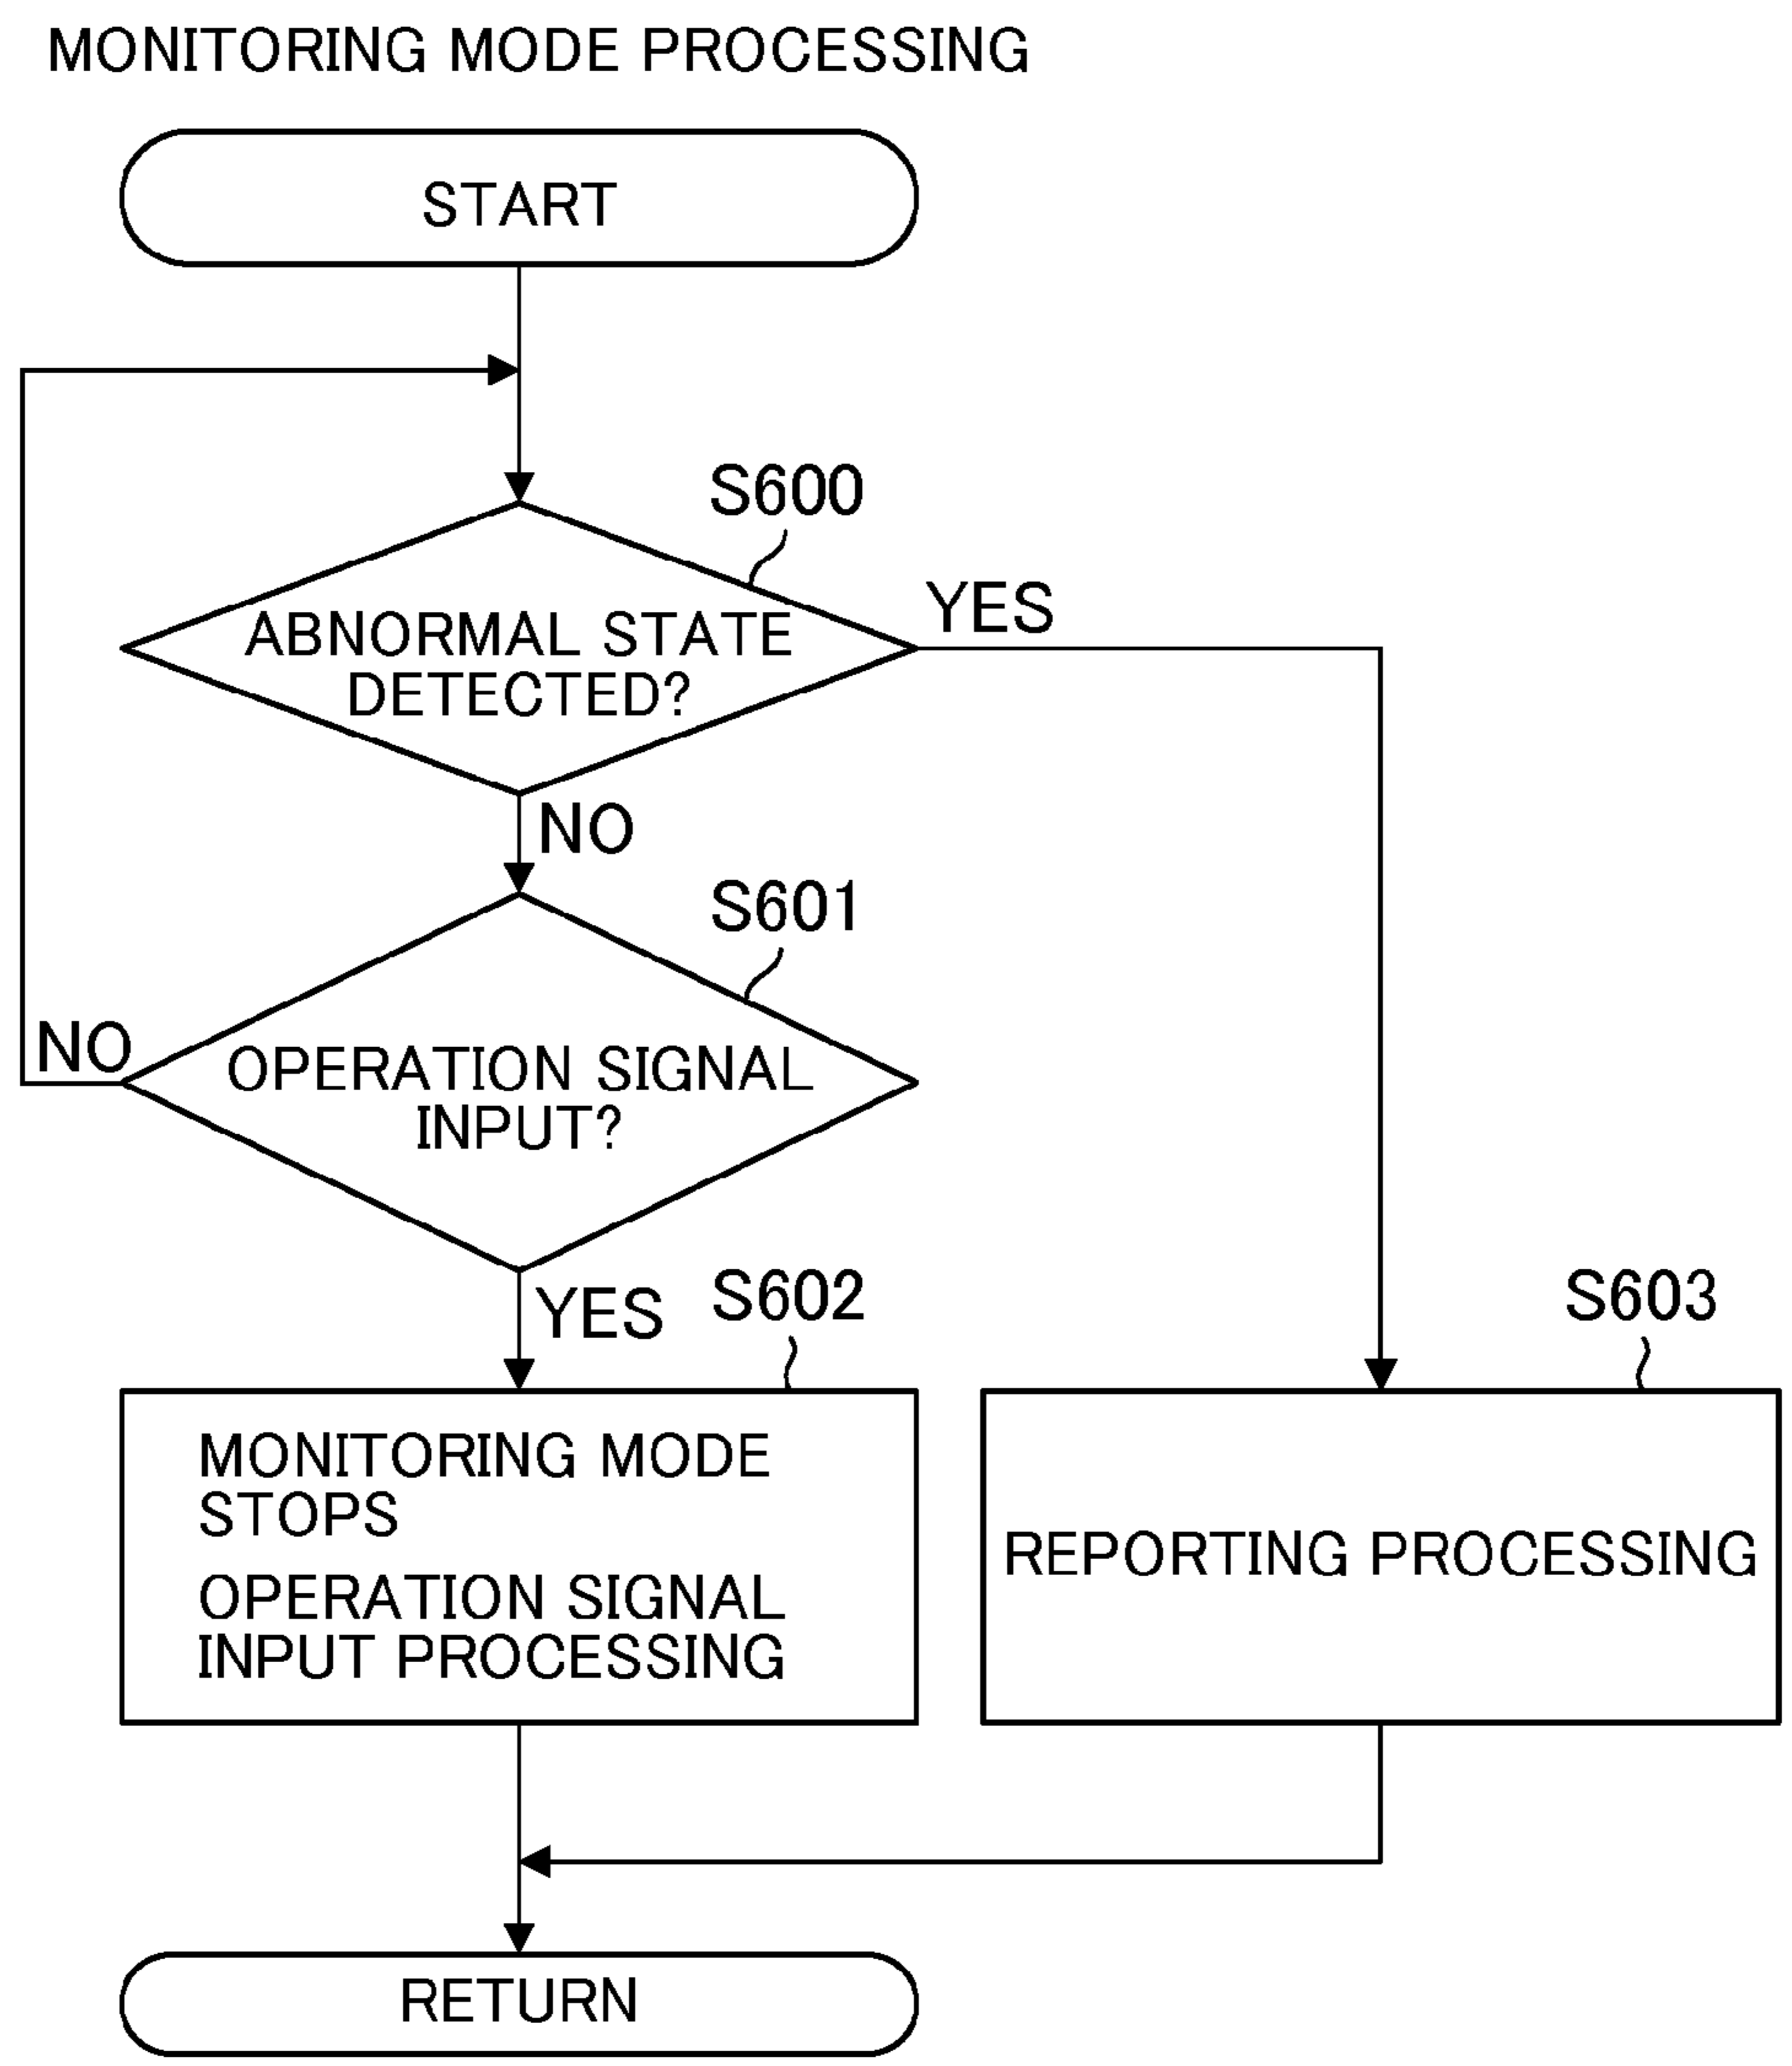 MONITORING MODE PROCESSING
START
S600
ABNORMAL STATE
DETECTED?
YES
NO
S601
OPERATION SIGNAL
INPUT?
NO
YES
S602
S603
MONITORING MODE
STOPS
OPERATION SIGNAL
INPUT PROCESSING
REPORTING PROCESSING
RETURN